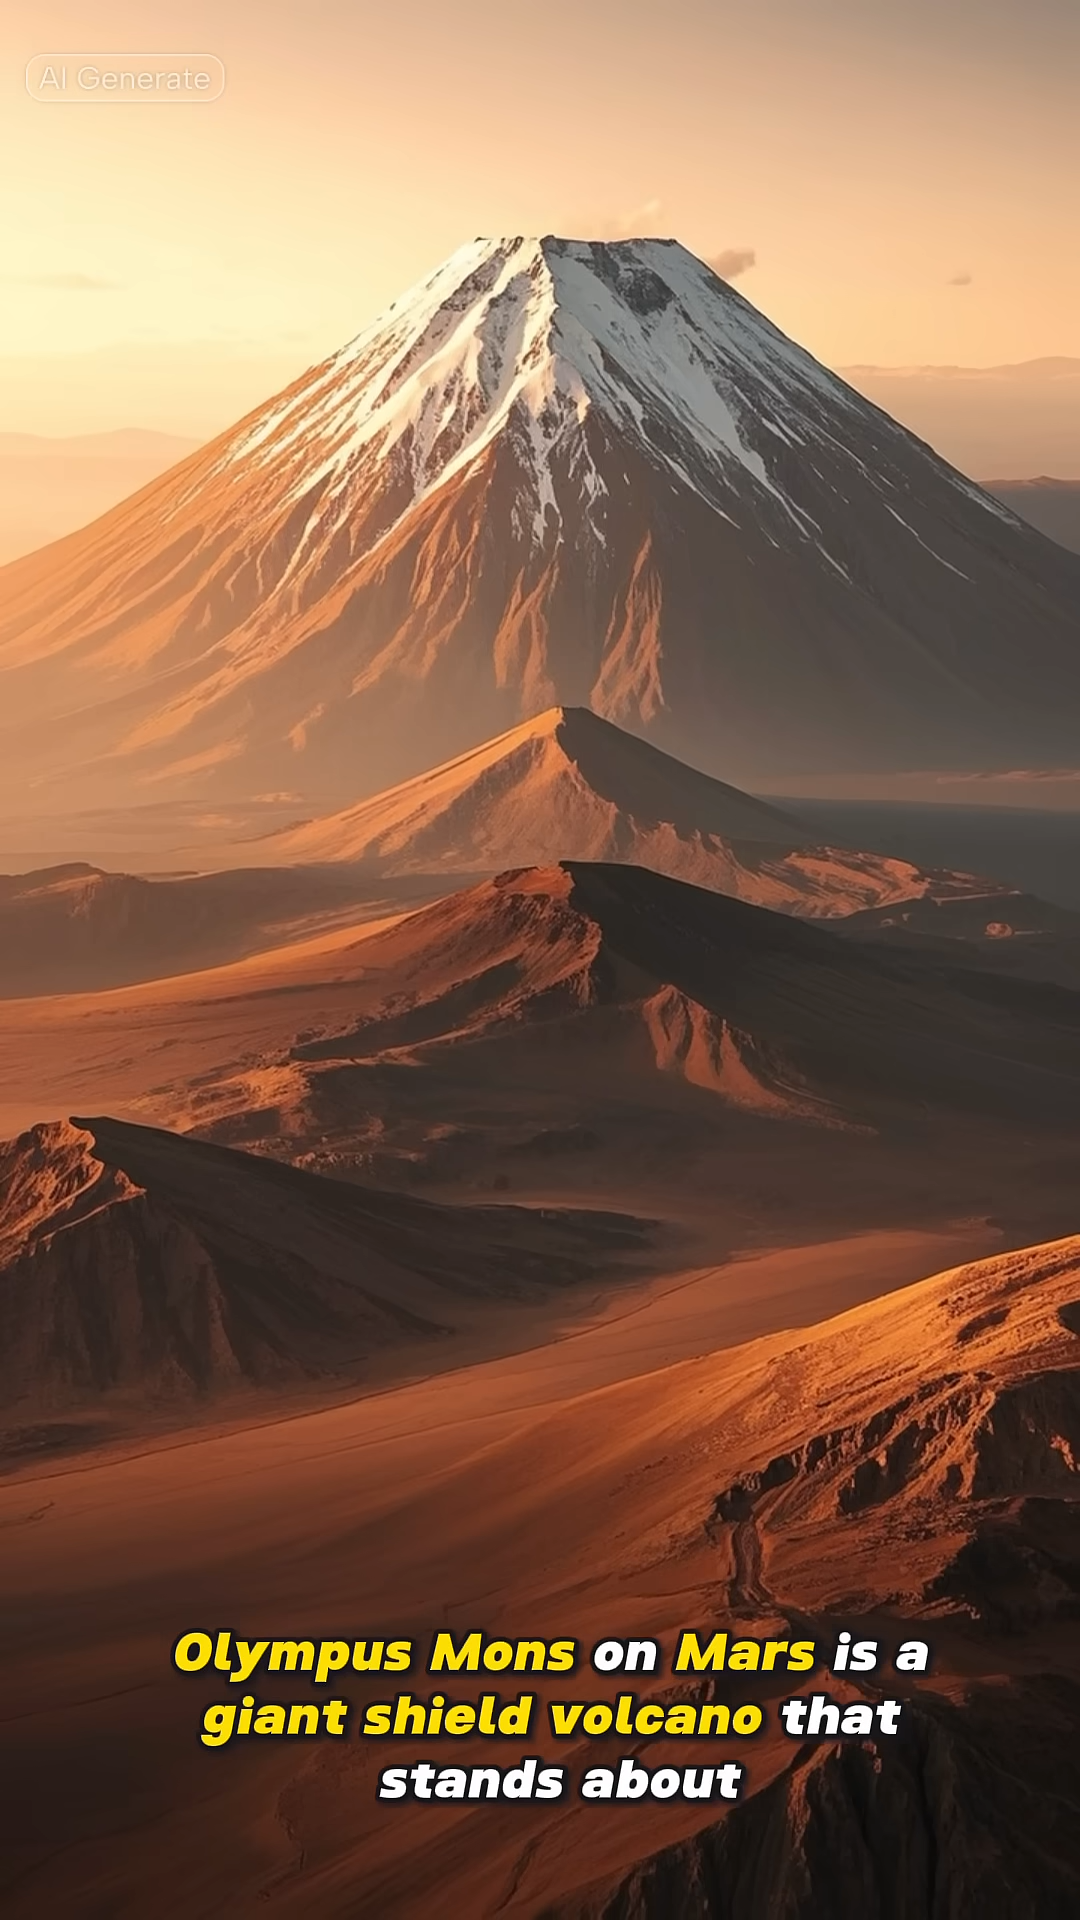 AI Generate
Olympus Mons on Mars is a
giant shield volcano that
stands about